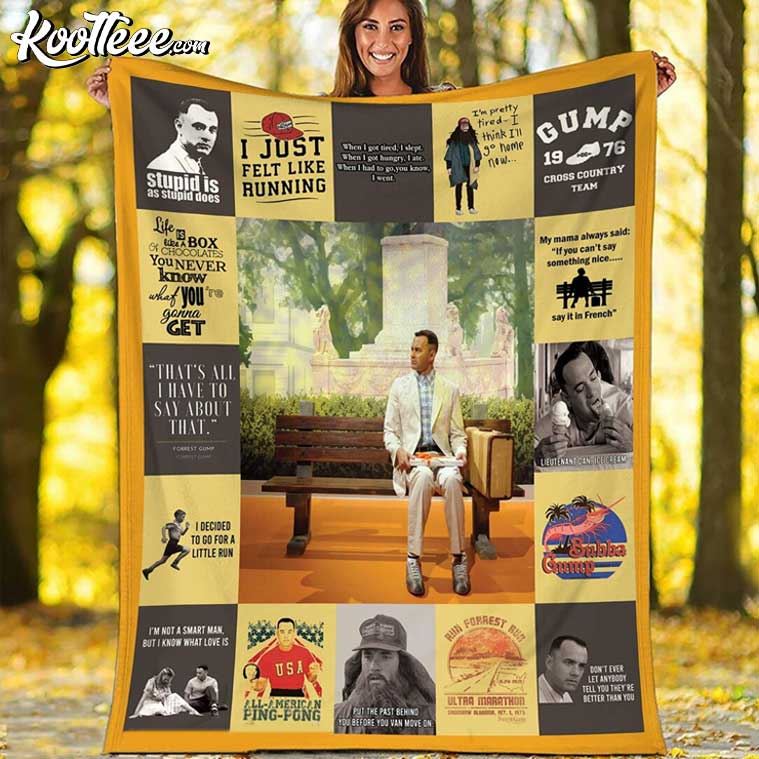 Koolteee.com
stupid is
as stupid does
I JUST
FELT LIKE
RUNNING
When I got tired, I slept.
When I got hungry, I ate.
When I had to go, you know,
I went.
I'm pretty
tired- I
think I'll
go home
now...
GUMP
19 76
CROSS COUNTRY
TEAM
Life
IS
like A BOX
OF CHOCOLATES
You NEVER
know
what you're
gonna
GET
My mama always said:
"If you can't say
something nice.....
say it in French"
"THAT'S ALL
I HAVE TO
SAY ABOUT
THAT."
FORREST GUMP
LIEUTENANT DAN, ICE CREAM
I DECIDED
TO GO FOR A
LITTLE RUN
Bubba
Gump
I'M NOT A SMART MAN,
BUT I KNOW WHAT LOVE IS
USA
ALL-AMERICAN
PING-PONG
PUT THE PAST BEHIND
YOU BEFORE YOU VAN MOVE ON
RUN FORREST RUN
ULTRA MARATHON
DON'T EVER
LET ANYBODY
TELL YOU THEY'RE
BETTER THAN YOU